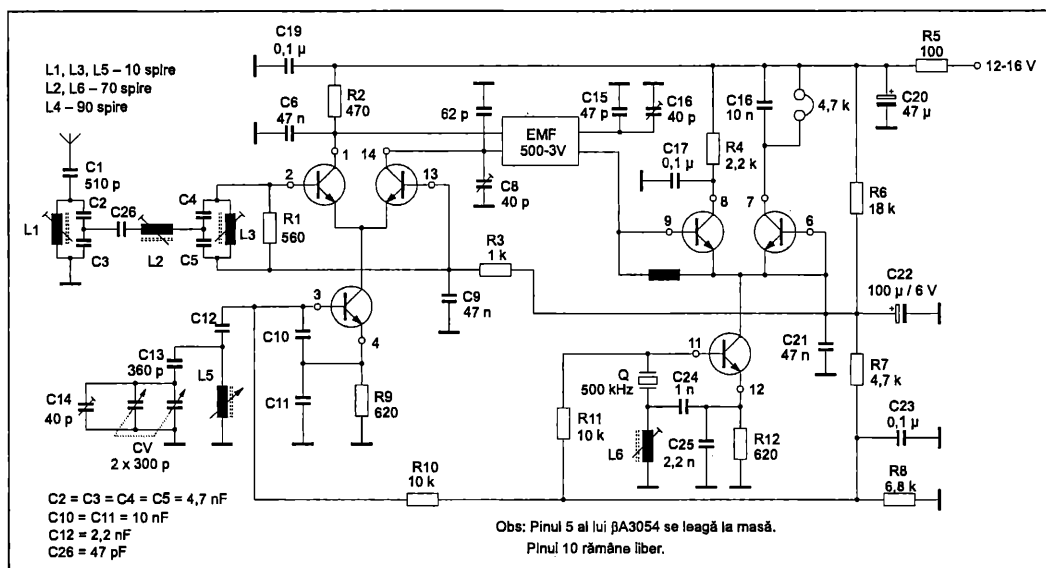 L1, L3, L5 – 10 spire
L2, L6 – 70 spire
L4 – 90 spire
C19
0,1 µ
R5
100
12-16 V
C6
47 n
R2
470
62 p
C15
47 p
C16
40 p
EMF
500-3V
C16
10 n
4,7 k
C20
47 µ
C1
510 p
1
14
2
13
R4
2,2 k
C17
0,1 µ
R6
18 k
C2
C26
C4
C8
40 p
8
7
9
6
L1
L3
R1
560
C3
L2
C5
R3
1 k
C22
100 µ / 6 V
C9
47 n
3
C12
C10
4
C13
360 p
L5
C11
R9
620
C14
40 p
CV
2 x 300 p
11
C21
47 n
R7
4,7 k
Q
500 kHz
C24
1 n
12
R11
10 k
L6
C25
2,2 n
R12
620
C23
0,1 µ
R10
10 k
R8
6,8 k
C2 = C3 = C4 = C5 = 4,7 nF
C10 = C11 = 10 nF
C12 = 2,2 nF
C26 = 47 pF
Obs: Pinul 5 al lui βA3054 se leagă la masă.
Pinul 10 rămâne liber.